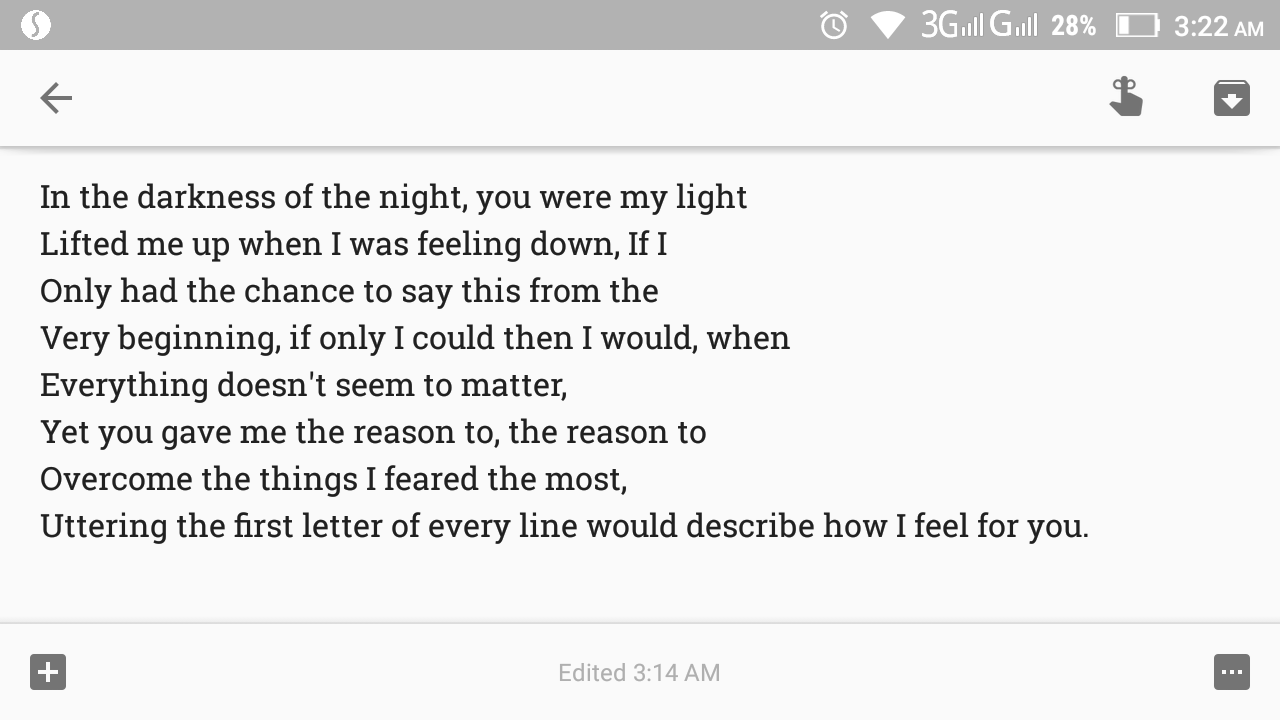 3G G 28% 3:22 AM
In the darkness of the night, you were my light
Lifted me up when I was feeling down, If I
Only had the chance to say this from the
Very beginning, if only I could then I would, when
Everything doesn't seem to matter,
Yet you gave me the reason to, the reason to
Overcome the things I feared the most,
Uttering the first letter of every line would describe how I feel for you.
Edited 3:14 AM